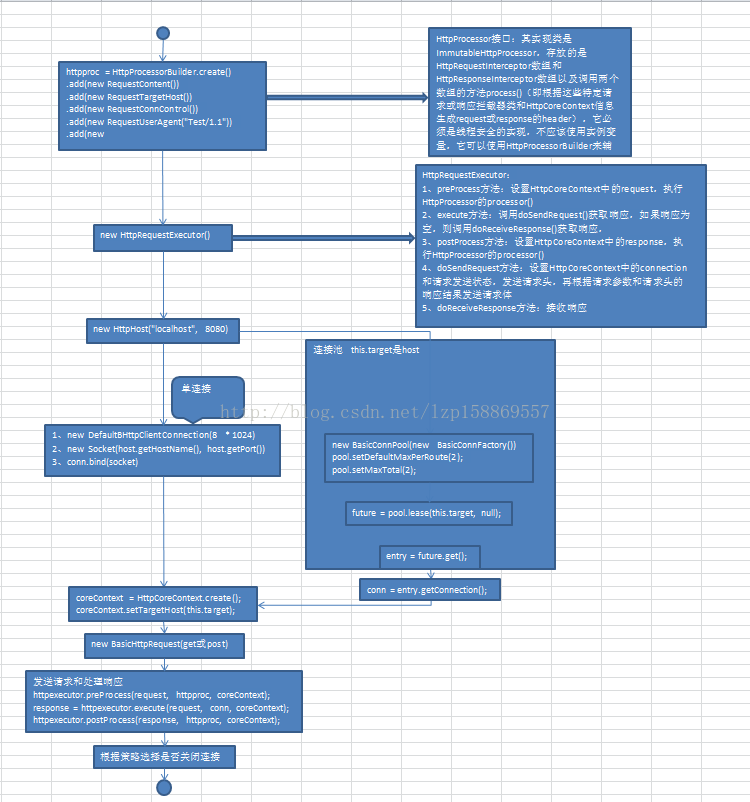 httpproc = HttpProcessorBuilder.create()
.add(new RequestContent())
.add(new RequestTargetHost())
.add(new RequestConnControl())
.add(new RequestUserAgent("Test/1.1"))
.add(new
HttpProcessor接口：其实现类是
ImmutableHttpProcessor，存放的是
HttpRequestInterceptor数组和
HttpResponseInterceptor数组以及调用两个
数组的方法process()（即根据这些特定请
求或响应拦截器类和HttpCoreContext信息
生成request或response的header），它必
须是线程安全的实现，不应该使用实例变
量，它可以使用HttpProcessorBuilder来辅
new HttpRequestExecutor()
HttpRequestExecutor：
1、preProcess方法：设置HttpCoreContext中的request，执行
HttpProcessor的processor()
2、execute方法：调用doSendRequest()获取响应，如果响应为
空，则调用doReceiveResponse()获取响应，
3、postProcess方法：设置HttpCoreContext中的response，执
行HttpProcessor的processor()
4、doSendRequest方法：设置HttpCoreContext中的connection
和请求发送状态，发送请求头，再根据请求参数和请求头的
响应结果发送请求体
5、doReceiveResponse方法：接收响应
new HttpHost("localhost", 8080)
连接池 this.target是host
单连接
http://blog.csdn.net/lzp158869557
1、new DefaultBHttpClientConnection(8 * 1024)
2、new Socket(host.getHostName(), host.getPort())
3、conn.bind(socket)
new BasicConnPool(new BasicConnFactory())
pool.setDefaultMaxPerRoute(2);
pool.setMaxTotal(2);
future = pool.lease(this.target, null);
entry = future.get();
conn = entry.getConnection();
coreContext = HttpCoreContext.create();
coreContext.setTargetHost(this.target);
new BasicHttpRequest(get或post)
发送请求和处理响应
httpexecutor.preProcess(request, httpproc, coreContext);
response = httpexecutor.execute(request, conn, coreContext);
httpexecutor.postProcess(response, httpproc, coreContext);
根据策略选择是否关闭连接